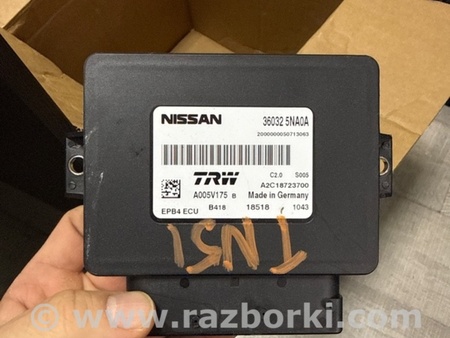 NISSAN 36032 5NA0A
2000000050713063
C2.0 S005
TRW A2C18723700
A005V175 e Made in Germany
EPB4 ECU B418 18518 1043
INSI
© www.razborki.com